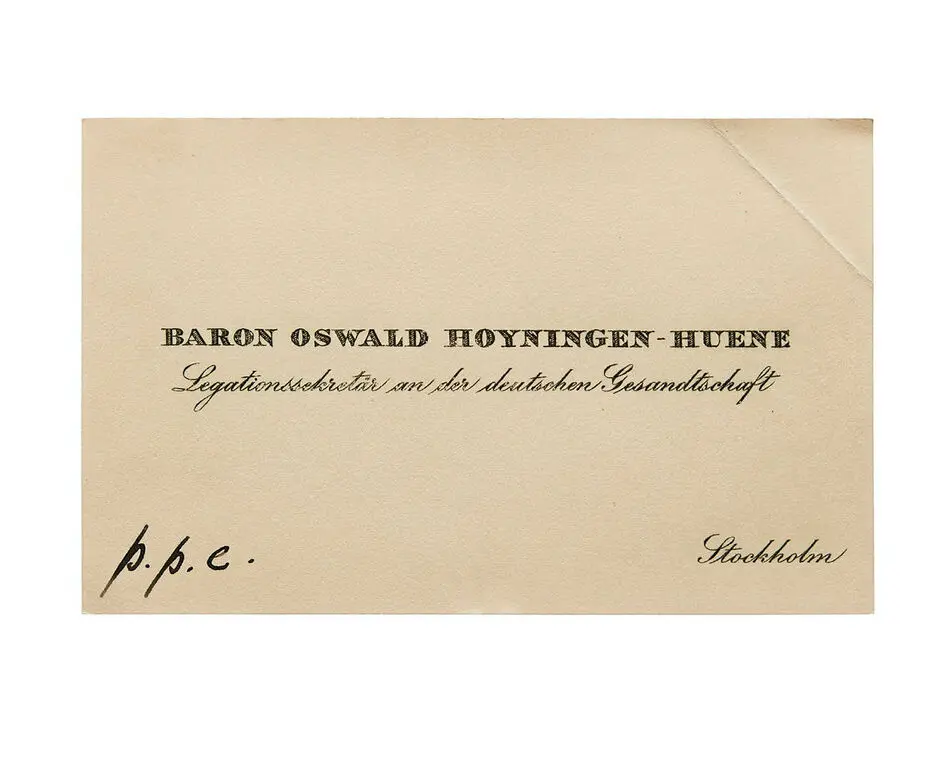 BARON OSWALD HOYNINGEN-HUENE
Legationssekretär an der deutschen Gesandtschaft
p.p.c.
Stockholm